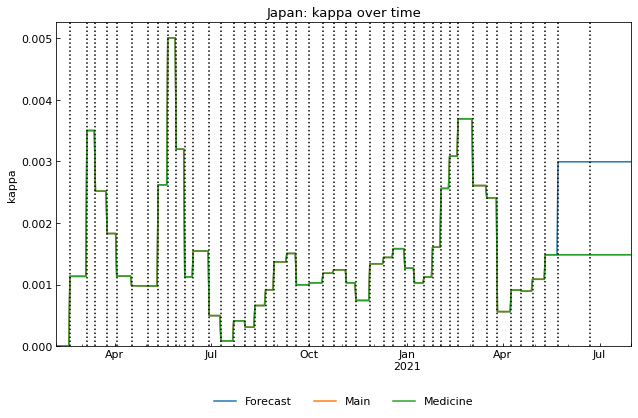 Japan: kappa over time
kappa
0.005
0.004
0.003
0.002
0.001
0.000
Apr Jul Oct Jan Apr Jul
2021
Forecast Main Medicine